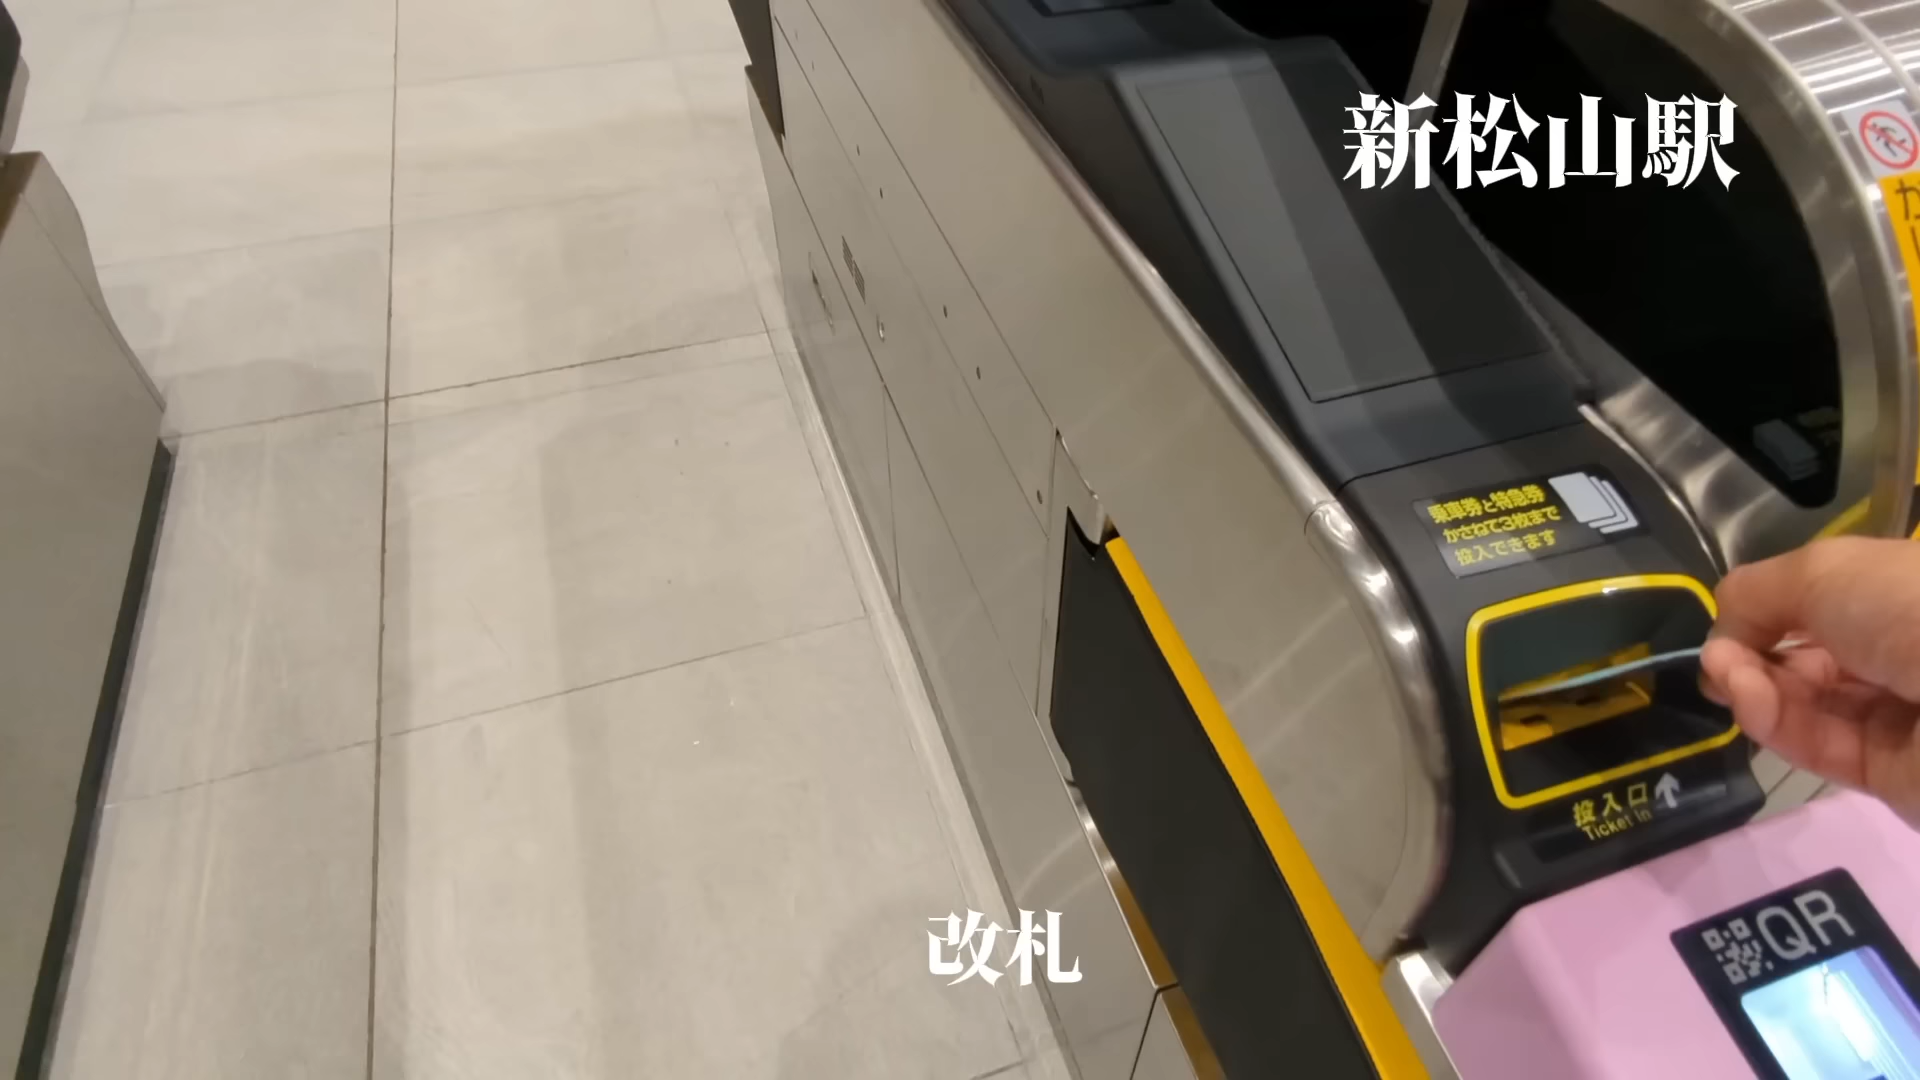 新松山駅
乗車券と特急券
かさねて3枚まで
投入できます
投入口
Ticket In
QR
改札